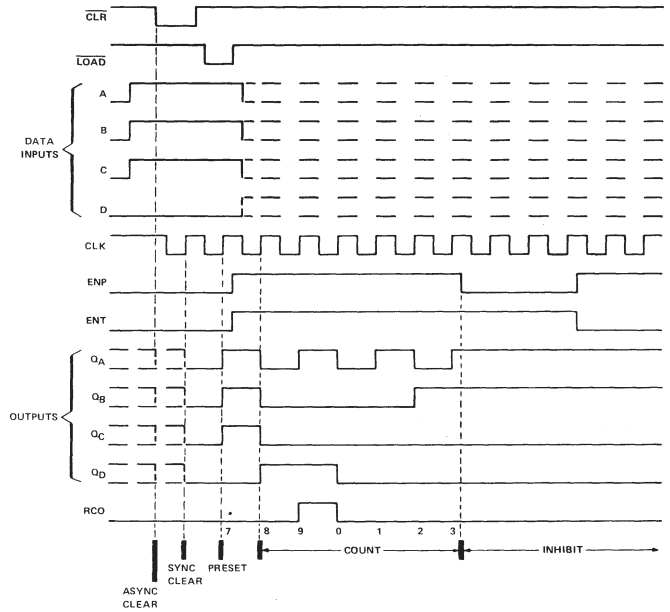 CLR
LOAD
A
B
C
D
DATA
INPUTS
CLK
ENP
ENT
QA
QB
QC
QD
OUTPUTS
RCO
7 8 9 0 1 2 3
COUNT
INHIBIT
SYNC
CLEAR
PRESET
ASYNC
CLEAR